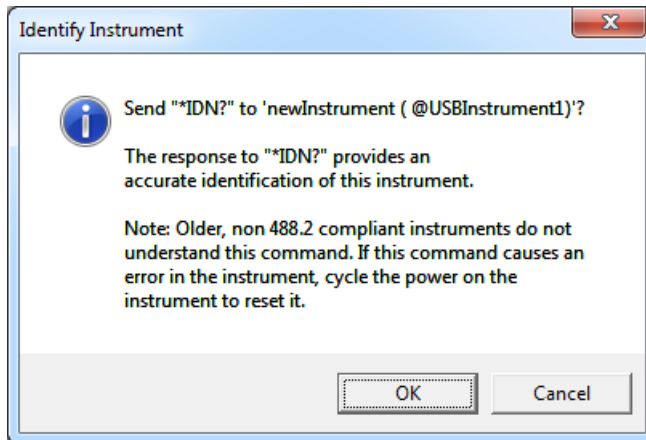 Identify Instrument
Send "*IDN?" to 'newInstrument ( @USBInstrument1)'?
The response to "*IDN?" provides an
accurate identification of this instrument.
Note: Older, non 488.2 compliant instruments do not
understand this command. If this command causes an
error in the instrument, cycle the power on the
instrument to reset it.
OK
Cancel